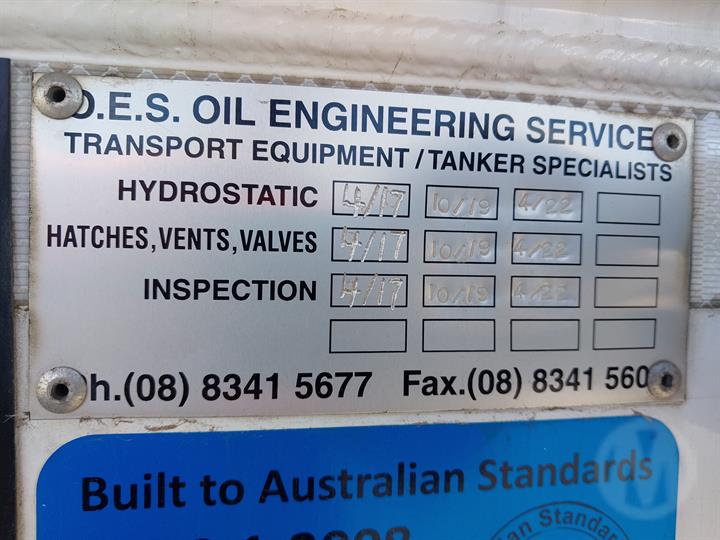 O.E.S. OIL ENGINEERING SERVICE
TRANSPORT EQUIPMENT / TANKER SPECIALISTS
HYDROSTATIC 4/17 10/19 4/22
HATCHES, VENTS, VALVES 4/17 10/19 4/22
INSPECTION 4/17 10/19 4/22
Ph.(08) 8341 5677 Fax.(08) 8341 560
Built to Australian Standards
Standar